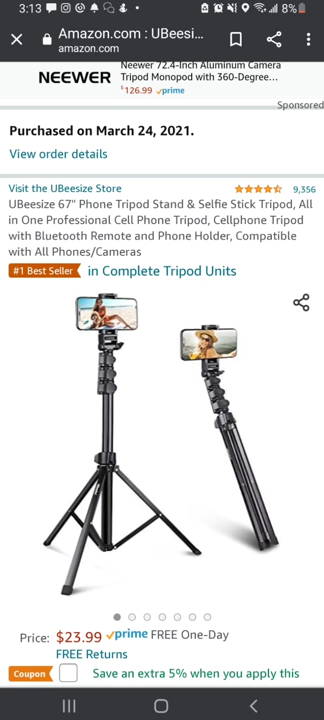 3:13
8%
Amazon.com : UBeesi...
amazon.com
NEEWER
Neewer 72.4-Inch Aluminum Camera
Tripod Monopod with 360-Degree...
$126.99 prime
Sponsored
Purchased on March 24, 2021.
View order details
Visit the UBeesize Store
9,356
UBeesize 67" Phone Tripod Stand & Selfie Stick Tripod, All
in One Professional Cell Phone Tripod, Cellphone Tripod
with Bluetooth Remote and Phone Holder, Compatible
with All Phones/Cameras
#1 Best Seller in Complete Tripod Units
Price: $23.99 prime FREE One-Day
FREE Returns
Coupon Save an extra 5% when you apply this